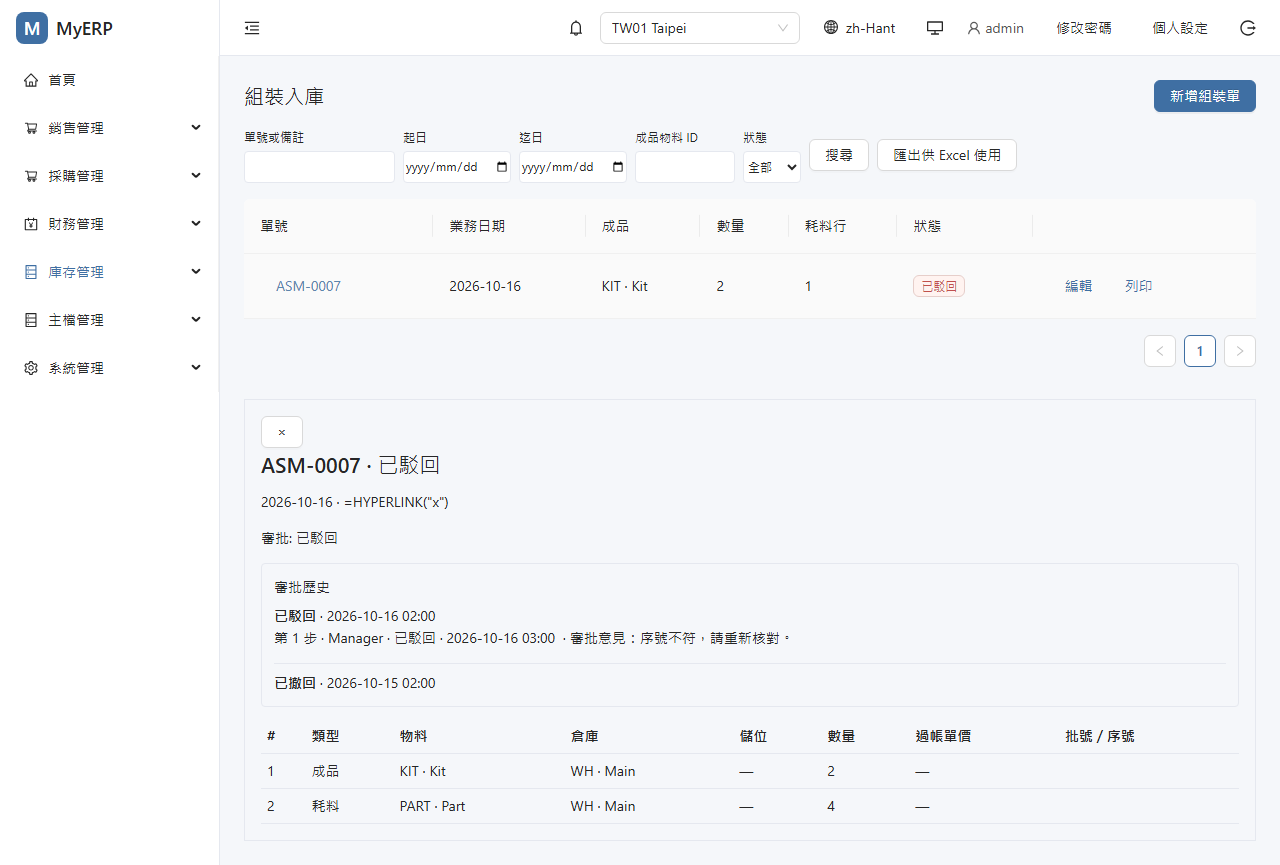 M MyERP
TW01 Taipei
zh-Hant
admin
修改密碼
個人設定
首頁
銷售管理
採購管理
財務管理
庫存管理
主檔管理
系統管理
組裝入庫
新增組裝單
單號或備註 起日 迄日 成品物料 ID 狀態
yyyy/mm/dd yyyy/mm/dd 全部 搜尋 匯出供 Excel 使用
單號 業務日期 成品 數量 耗料行 狀態
ASM-0007 2026-10-16 KIT · Kit 2 1 已駁回 編輯 列印
< 1 >
×
ASM-0007 · 已駁回
2026-10-16 · =HYPERLINK("x")
審批: 已駁回
審批歷史
已駁回 · 2026-10-16 02:00
第 1 步 · Manager · 已駁回 · 2026-10-16 03:00 · 審批意見：序號不符，請重新核對。
已撤回 · 2026-10-15 02:00
# 類型 物料 倉庫 儲位 數量 過帳單價 批號 / 序號
1 成品 KIT · Kit WH · Main — 2 —
2 耗料 PART · Part WH · Main — 4 —